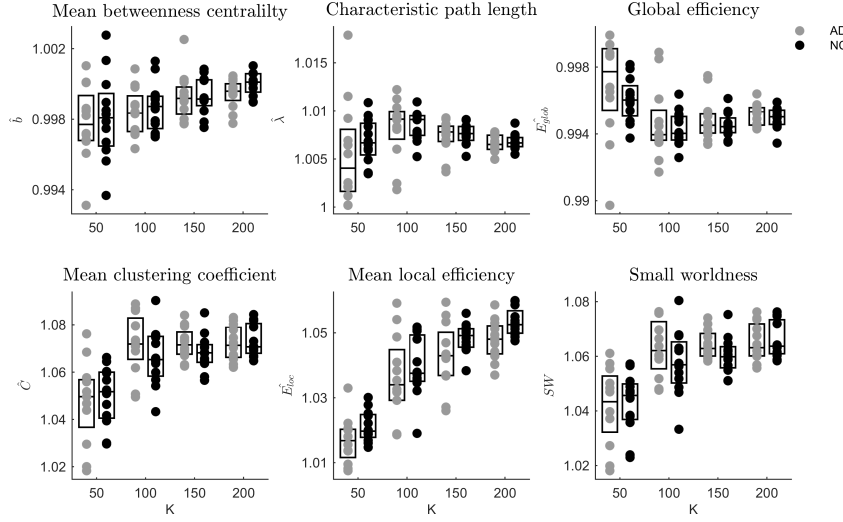 Mean betweenness centralilty
Characteristic path length
Global efficiency
AD
NC
1.002
0.998
0.994
b̂
50
100
150
200
1.015
1.01
1.005
1
λ̂
50
100
150
200
0.998
0.994
0.99
Ê_glob
50
100
150
200
Mean clustering coefficient
Mean local efficiency
Small worldness
1.08
1.06
1.04
1.02
Ĉ
50
100
150
200
K
1.05
1.03
1.01
Ê_loc
50
100
150
200
K
1.08
1.06
1.04
1.02
SW
50
100
150
200
K